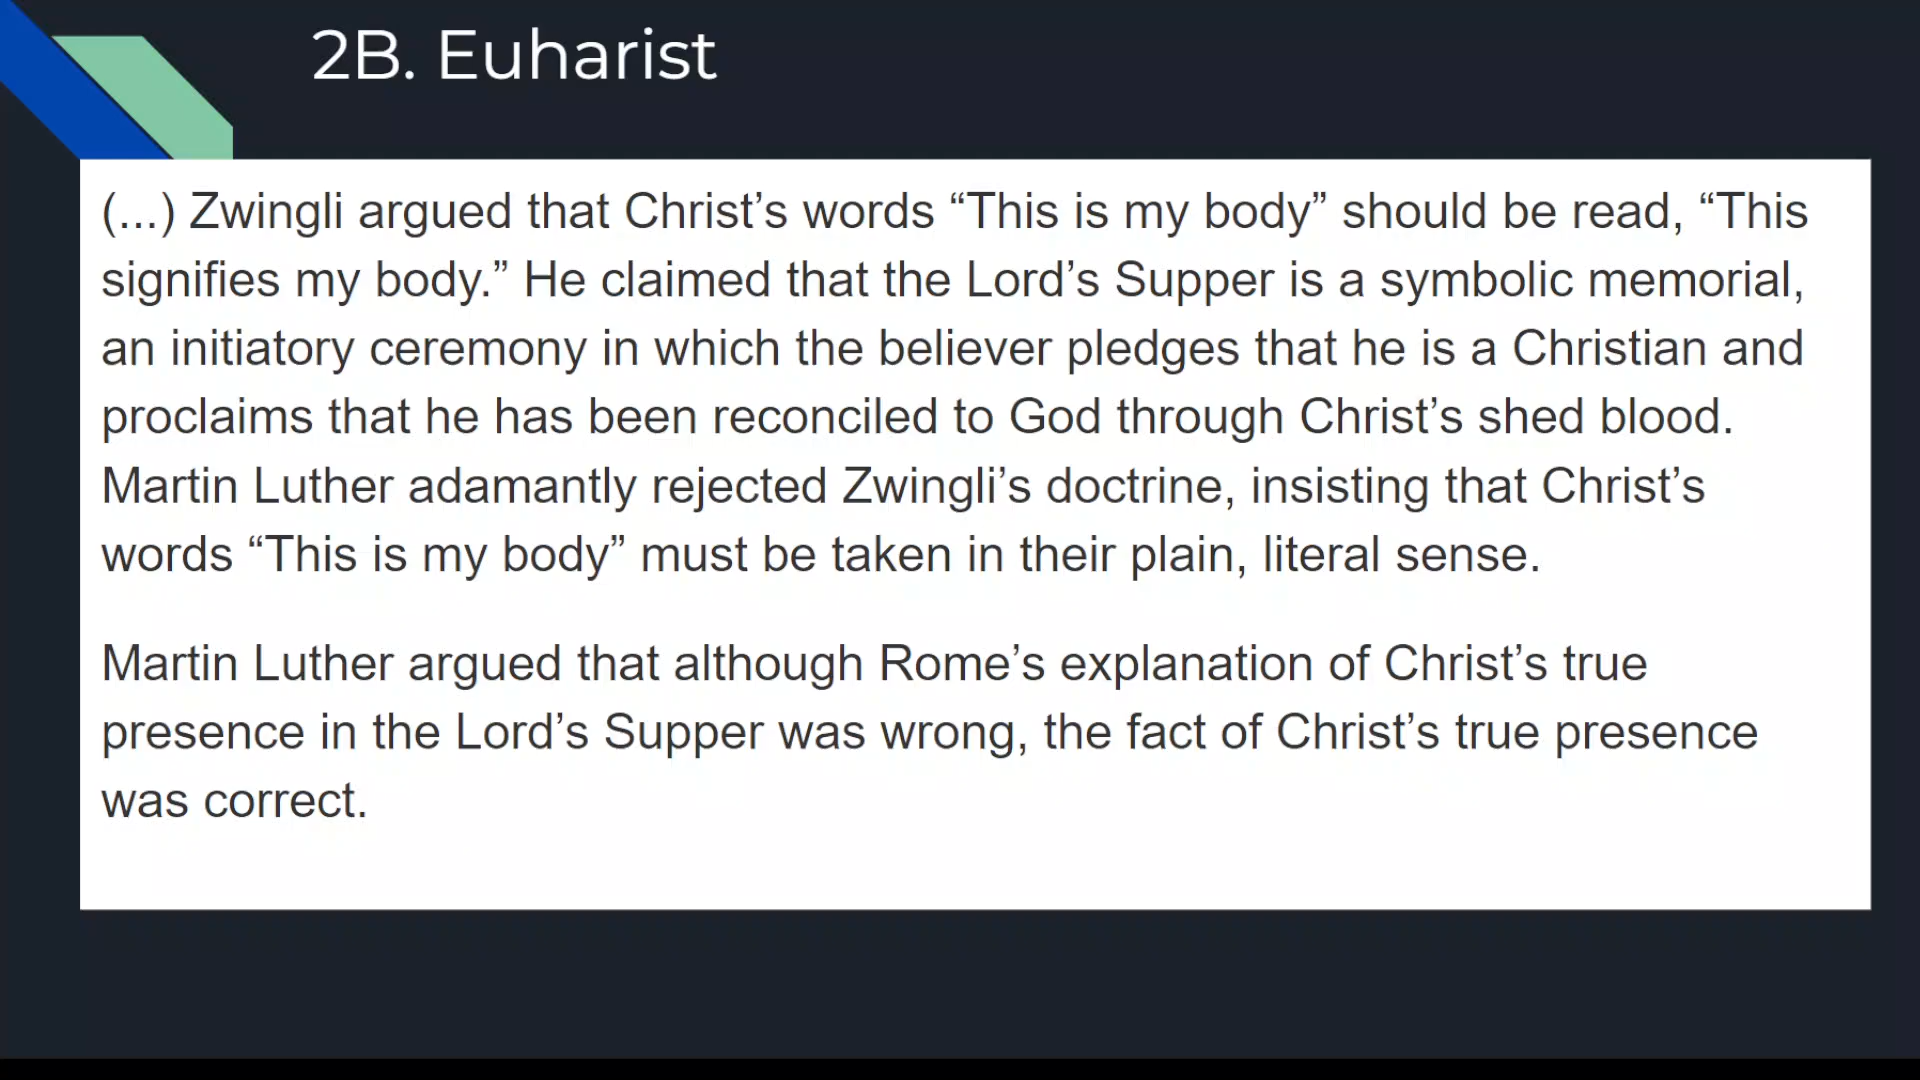 2B. Euharist
(...) Zwingli argued that Christ’s words “This is my body” should be read, “This
signifies my body.” He claimed that the Lord’s Supper is a symbolic memorial,
an initiatory ceremony in which the believer pledges that he is a Christian and
proclaims that he has been reconciled to God through Christ’s shed blood.
Martin Luther adamantly rejected Zwingli’s doctrine, insisting that Christ’s
words “This is my body” must be taken in their plain, literal sense.
Martin Luther argued that although Rome’s explanation of Christ’s true
presence in the Lord’s Supper was wrong, the fact of Christ’s true presence
was correct.